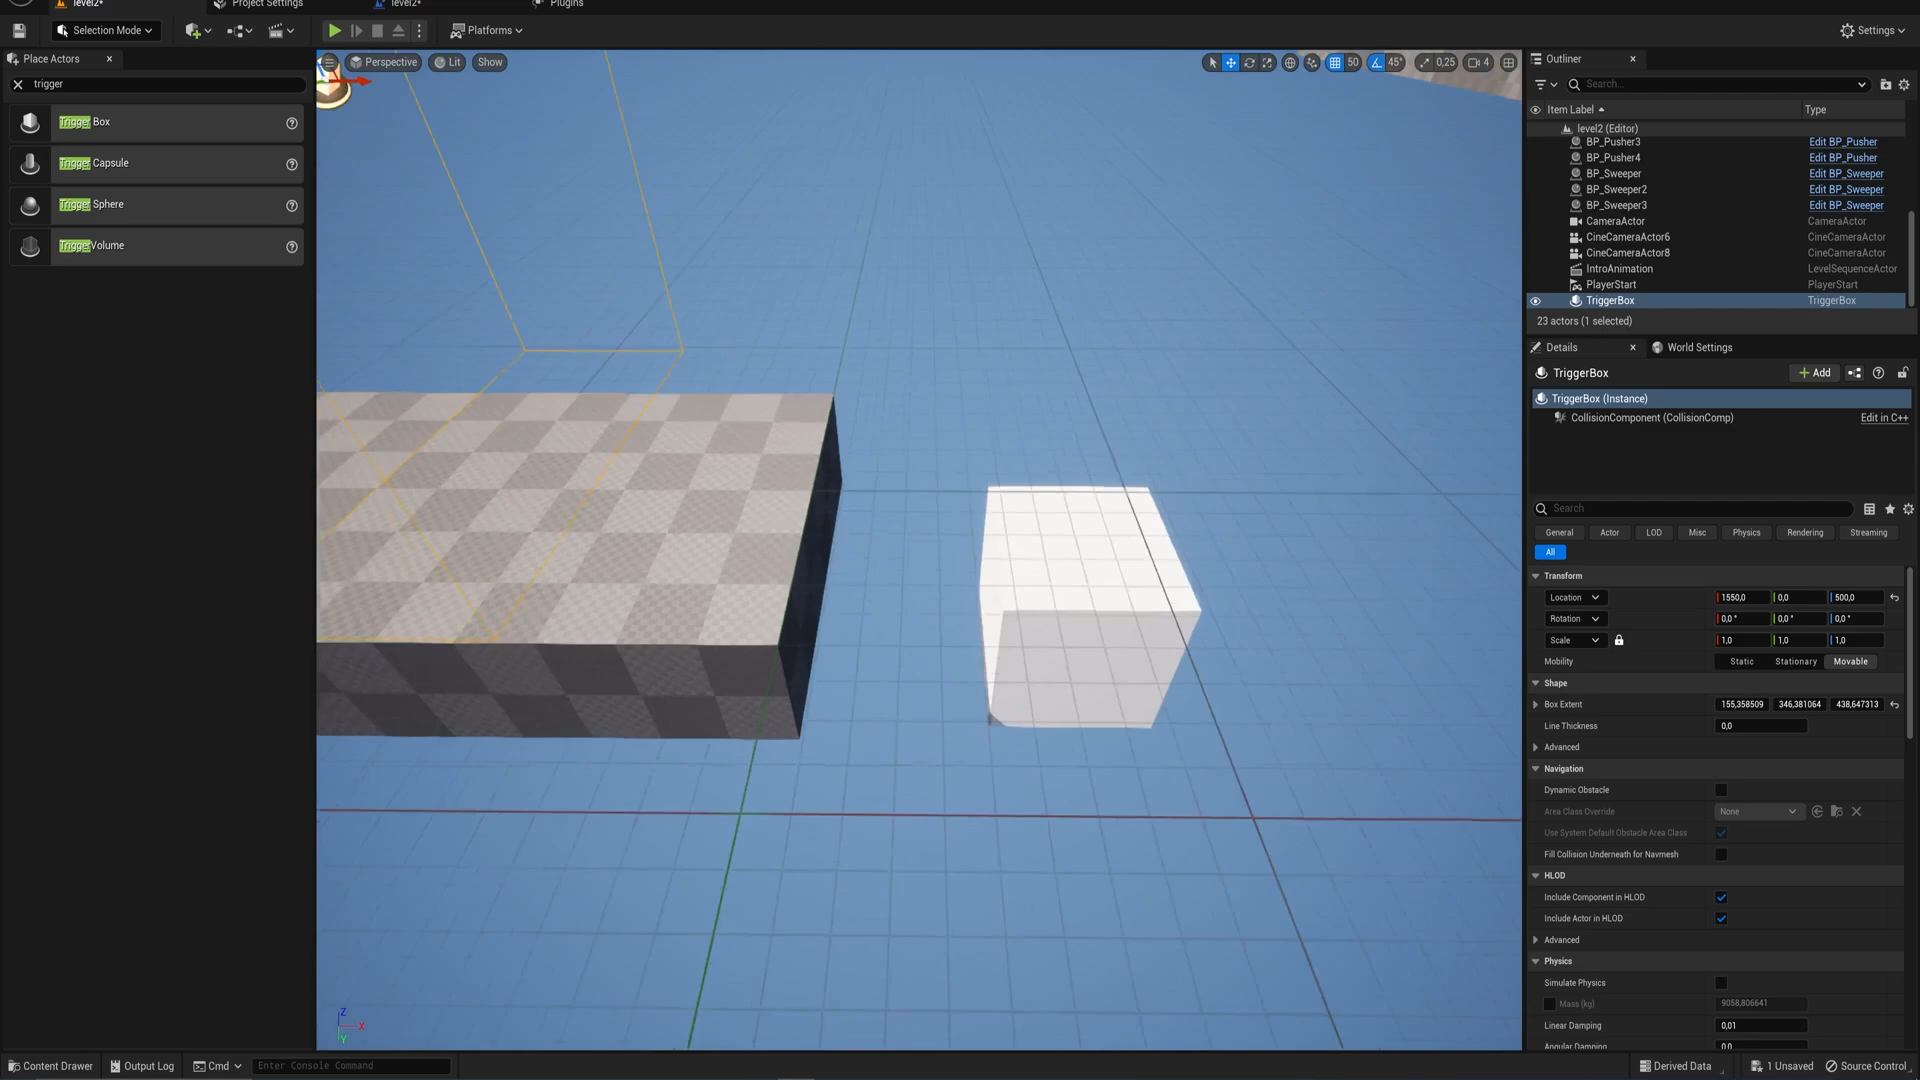 level2*
Project Settings
level2*
Plugins
Selection Mode
Platforms
Settings
Place Actors
trigger
Trigger Box
Trigger Capsule
Trigger Sphere
TriggerVolume
Perspective
Lit
Show
50
45°
0,25
4
Outliner
Search...
Item Label
Type
level2 (Editor)
BP_Pusher3 Edit BP_Pusher
BP_Pusher4 Edit BP_Pusher
BP_Sweeper Edit BP_Sweeper
BP_Sweeper2 Edit BP_Sweeper
BP_Sweeper3 Edit BP_Sweeper
CameraActor CameraActor
CineCameraActor6 CineCameraActor
CineCameraActor8 CineCameraActor
IntroAnimation LevelSequenceActor
PlayerStart PlayerStart
TriggerBox TriggerBox
23 actors (1 selected)
Details
World Settings
TriggerBox
Add
TriggerBox (Instance)
CollisionComponent (CollisionComp) Edit in C++
Search
General Actor LOD Misc Physics Rendering Streaming
All
Transform
Location 1550,0 0,0 500,0
Rotation 0,0 ° 0,0 ° 0,0 °
Scale 1,0 1,0 1,0
Mobility Static Stationary Movable
Shape
Box Extent 155,358509 346,381064 438,647313
Line Thickness 0,0
Advanced
Navigation
Dynamic Obstacle
Area Class Override None
Use System Default Obstacle Area Class
Fill Collision Underneath for Navmesh
HLOD
Include Component in HLOD
Include Actor in HLOD
Advanced
Physics
Simulate Physics
Mass (kg) 9058,806641
Linear Damping 0,01
Angular Damping 0,0
Z
X
Y
Content Drawer
Output Log
Cmd
Enter Console Command
Derived Data
1 Unsaved
Source Control